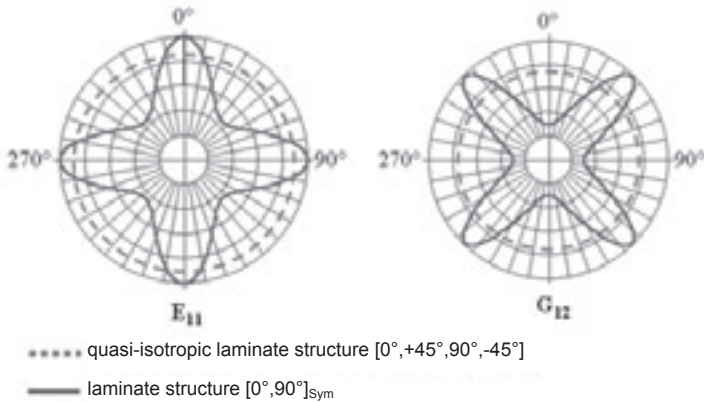 0° 0°
270° 90° 270° 90°
E₁₁ G₁₂
quasi-isotropic laminate structure [0°,+45°,90°,-45°]
laminate structure [0°,90°]Sym